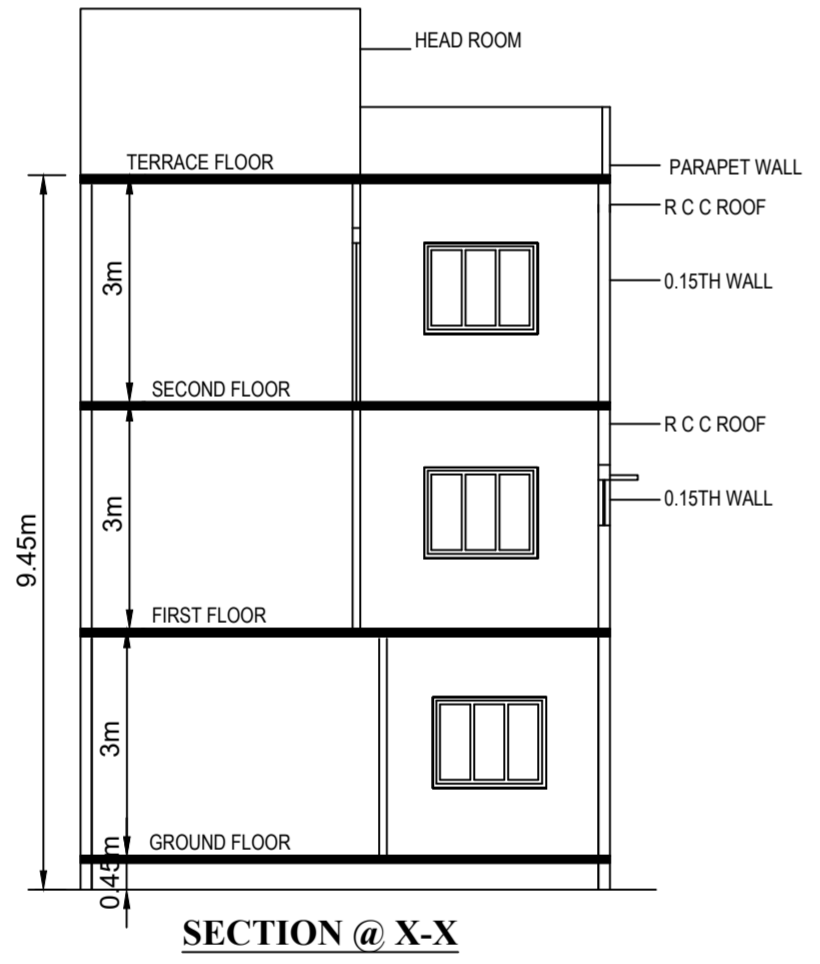 HEAD ROOM
TERRACE FLOOR
PARAPET WALL
R C C ROOF
3m
0.15TH WALL
SECOND FLOOR
R C C ROOF
3m
0.15TH WALL
9.45m
FIRST FLOOR
3m
GROUND FLOOR
0.45m
SECTION @ X-X